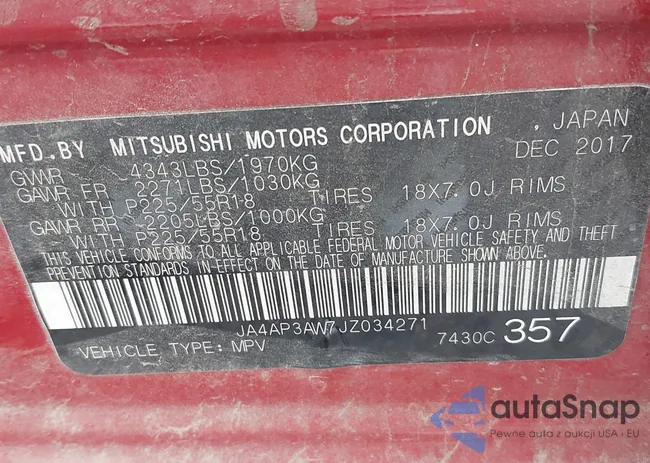 MFD. BY MITSUBISHI MOTORS CORPORATION , JAPAN
GVWR 4343LBS/1970KG DEC 2017
GAWR FR 2271LBS/1030KG
WITH P225/55R18 TIRES 18X7.0J RIMS
GAWR RR 2205LBS/1000KG
WITH P225/55R18 TIRES 18X7.0J RIMS
THIS VEHICLE CONFORMS TO ALL APPLICABLE FEDERAL MOTOR VEHICLE SAFETY AND THEFT
PREVENTION STANDARDS IN EFFECT ON THE DATE OF MANUFACTURE SHOWN ABOVE.
JA4AP3AW7JZ034271
VEHICLE TYPE: MPV 7430C 357
autaSnap
Pewne auta z aukcji USA · EU